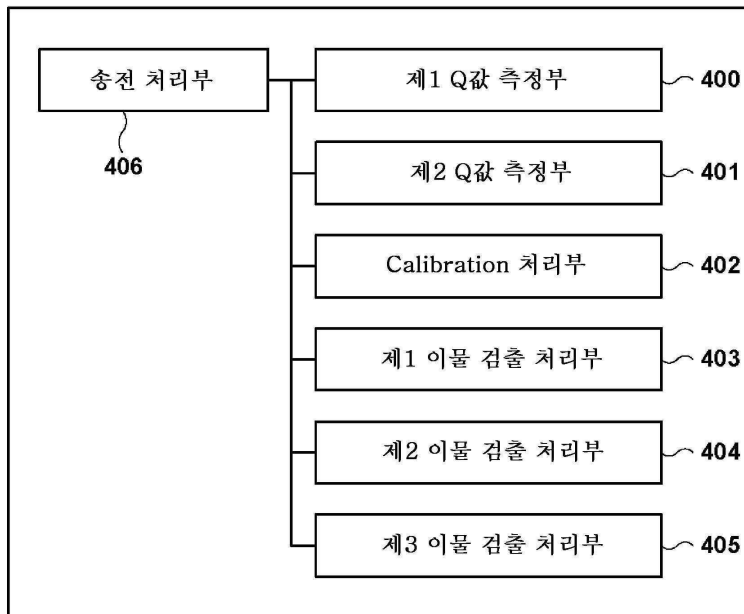 송전 처리부
406
제1 Q값 측정부
400
제2 Q값 측정부
401
Calibration 처리부
402
제1 이물 검출 처리부
403
제2 이물 검출 처리부
404
제3 이물 검출 처리부
405